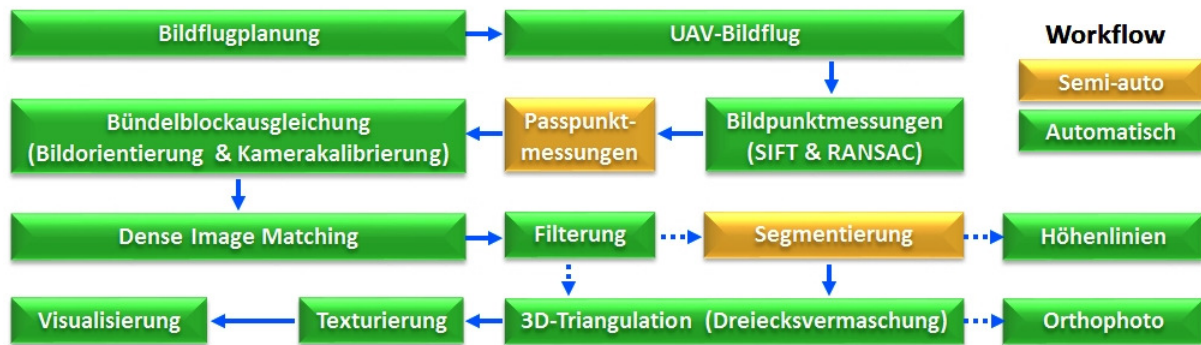 Bildflugplanung
UAV-Bildflug
Workflow
Semi-auto
Automatisch
Bündelblockausgleichung
(Bildorientierung & Kamerakalibrierung)
Passpunkt-
messungen
Bildpunktmessungen
(SIFT & RANSAC)
Dense Image Matching
Filterung
Segmentierung
Höhenlinien
Visualisierung
Texturierung
3D-Triangulation (Dreiecksvermaschung)
Orthophoto